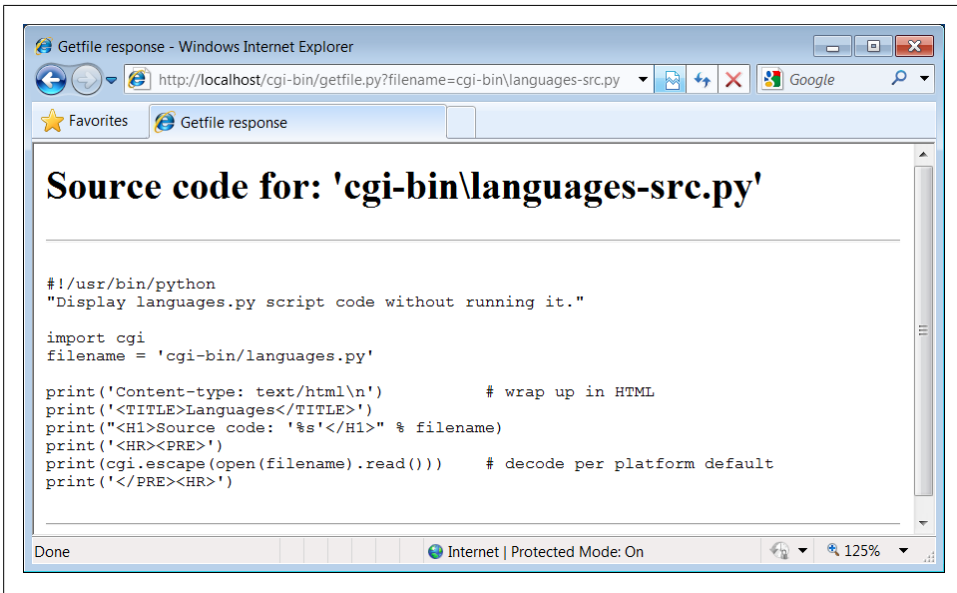 Getfile response - Windows Internet Explorer
http://localhost/cgi-bin/getfile.py?filename=cgi-bin\languages-src.py
Google
Favorites
Getfile response
Source code for: 'cgi-bin\languages-src.py'
#!/usr/bin/python
"Display languages.py script code without running it."
import cgi
filename = 'cgi-bin/languages.py'
print('Content-type: text/html\n')           # wrap up in HTML
print('<TITLE>Languages</TITLE>')
print("<H1>Source code: '%s'</H1>" % filename)
print('<HR><PRE>')
print(cgi.escape(open(filename).read()))     # decode per platform default
print('</PRE><HR>')
Done
Internet | Protected Mode: On
125%